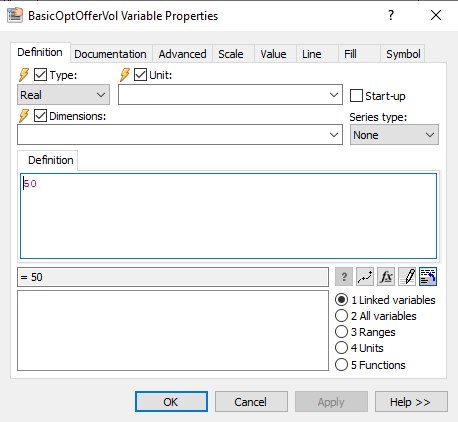 BasicOptOfferVol Variable Properties
Definition Documentation Advanced Scale Value Line Fill Symbol
Type: Unit:
Real Start-up
Dimensions: Series type:
None
Definition
50
= 50 ? fx
1 Linked variables
2 All variables
3 Ranges
4 Units
5 Functions
OK Cancel Apply Help >>